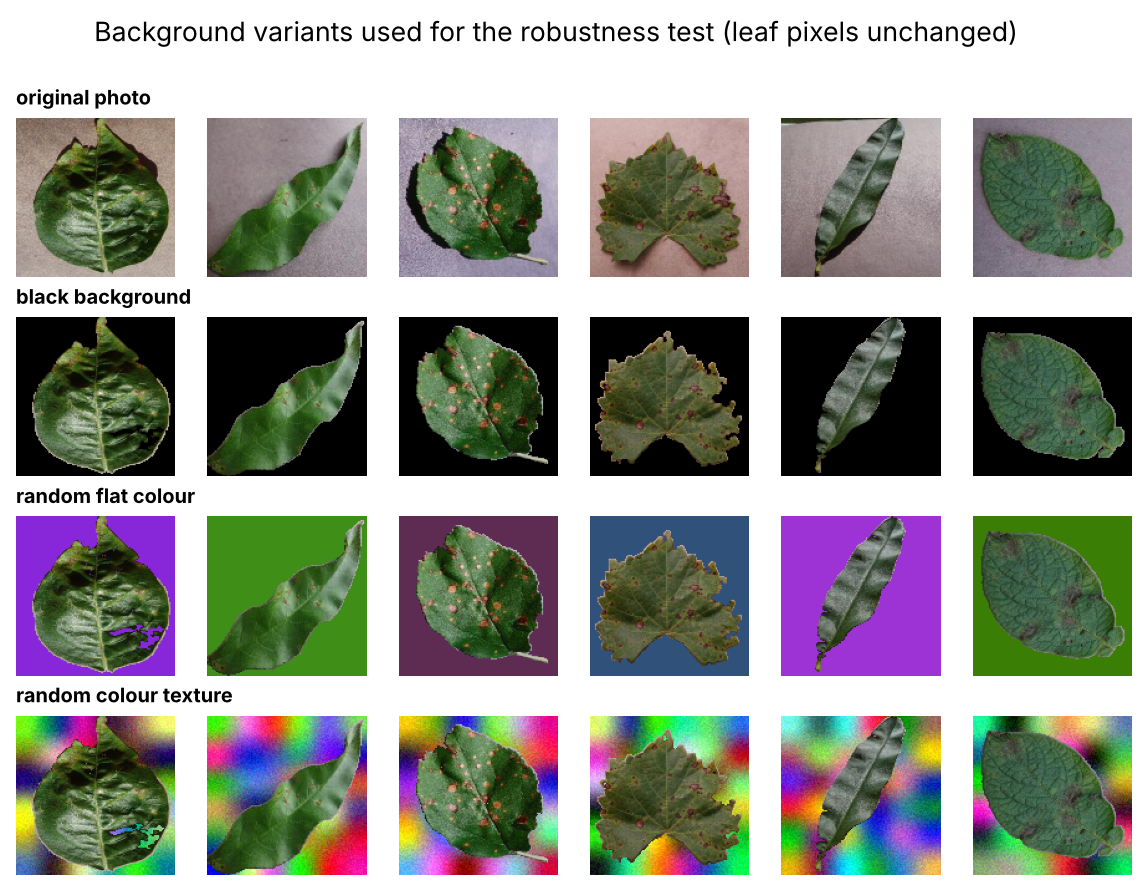 Background variants used for the robustness test (leaf pixels unchanged)
original photo
black background
random flat colour
random colour texture